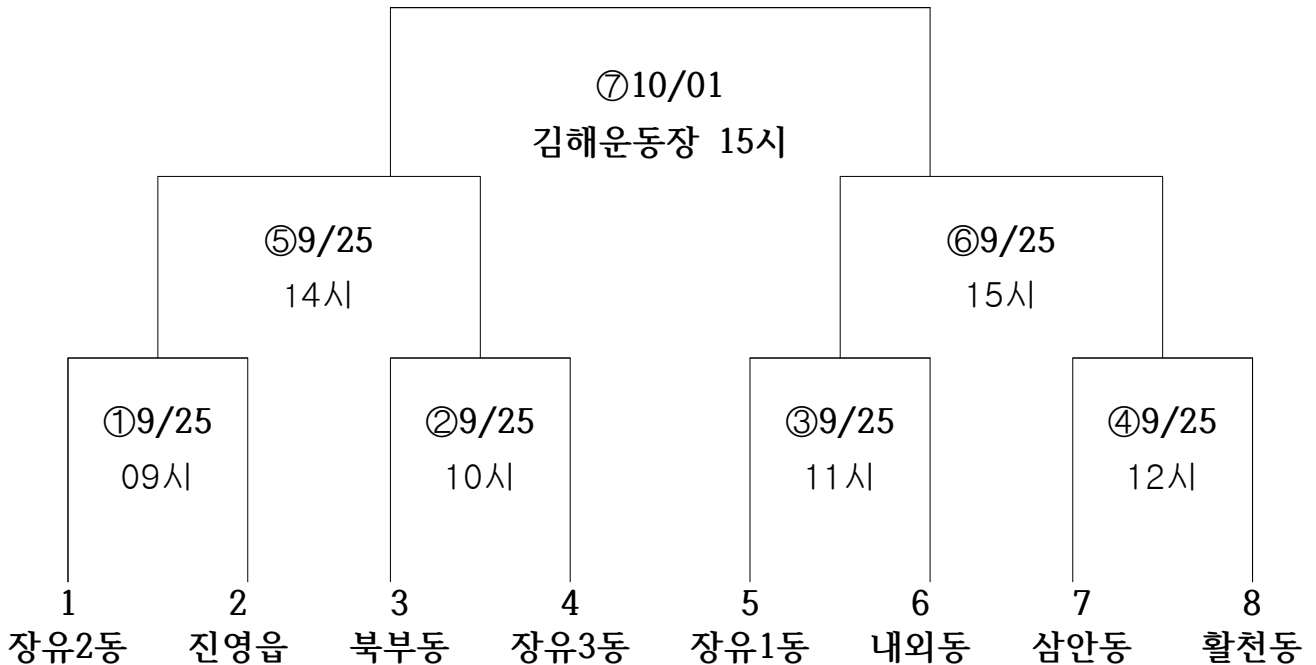 ⑦10/01
김해운동장 15시
⑤9/25
14시
⑥9/25
15시
①9/25
09시
②9/25
10시
③9/25
11시
④9/25
12시
1 2 3 4 5 6 7 8
장유2동 진영읍 북부동 장유3동 장유1동 내외동 삼안동 활천동